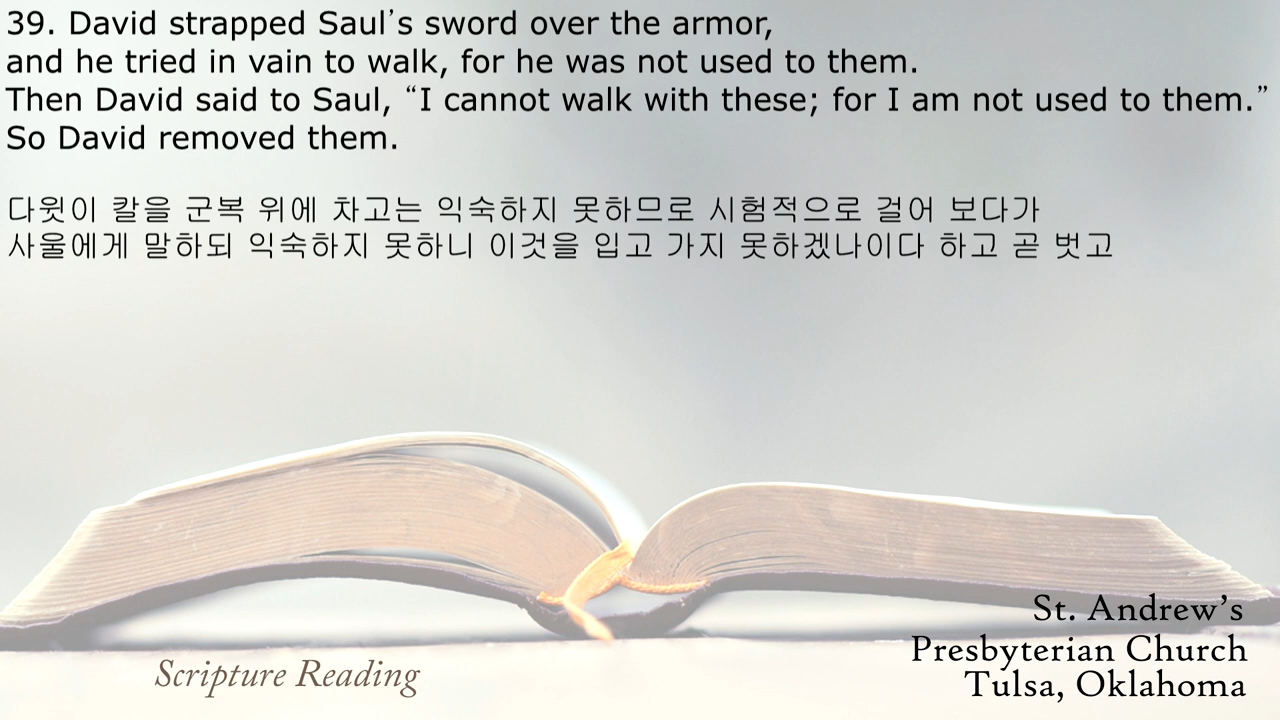 39. David strapped Saul’s sword over the armor,
and he tried in vain to walk, for he was not used to them.
Then David said to Saul, “I cannot walk with these; for I am not used to them.”
So David removed them.
다윗이 칼을 군복 위에 차고는 익숙하지 못하므로 시험적으로 걸어 보다가
사울에게 말하되 익숙하지 못하니 이것을 입고 가지 못하겠나이다 하고 곧 벗고
St. Andrew’s
Presbyterian Church
Tulsa, Oklahoma
Scripture Reading